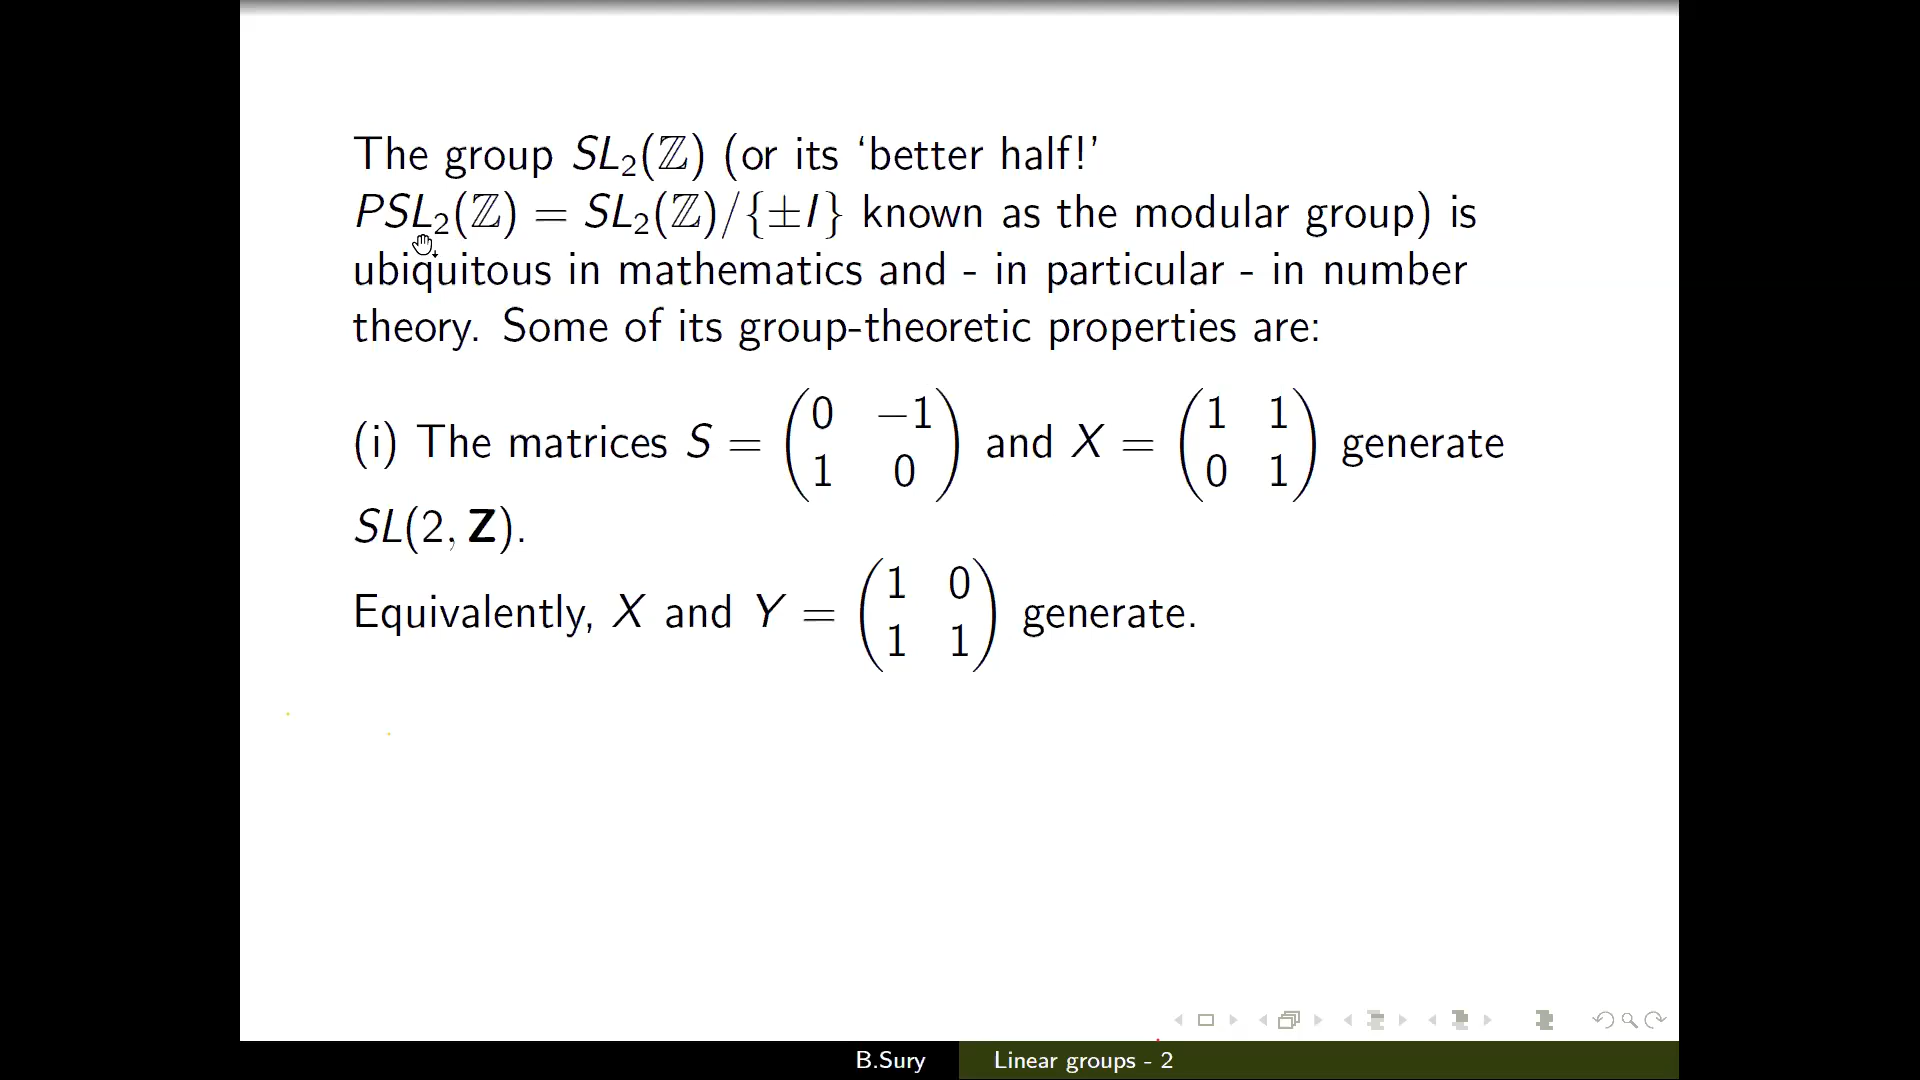 The group SL₂(ℤ) (or its ‘better half!’
PSL₂(ℤ) = SL₂(ℤ)/{±I} known as the modular group) is
ubiquitous in mathematics and - in particular - in number
theory. Some of its group-theoretic properties are:
(i) The matrices S = (0 −1; 1 0) and X = (1 1; 0 1) generate
SL(2, Z).
Equivalently, X and Y = (1 0; 1 1) generate.
B.Sury Linear groups - 2